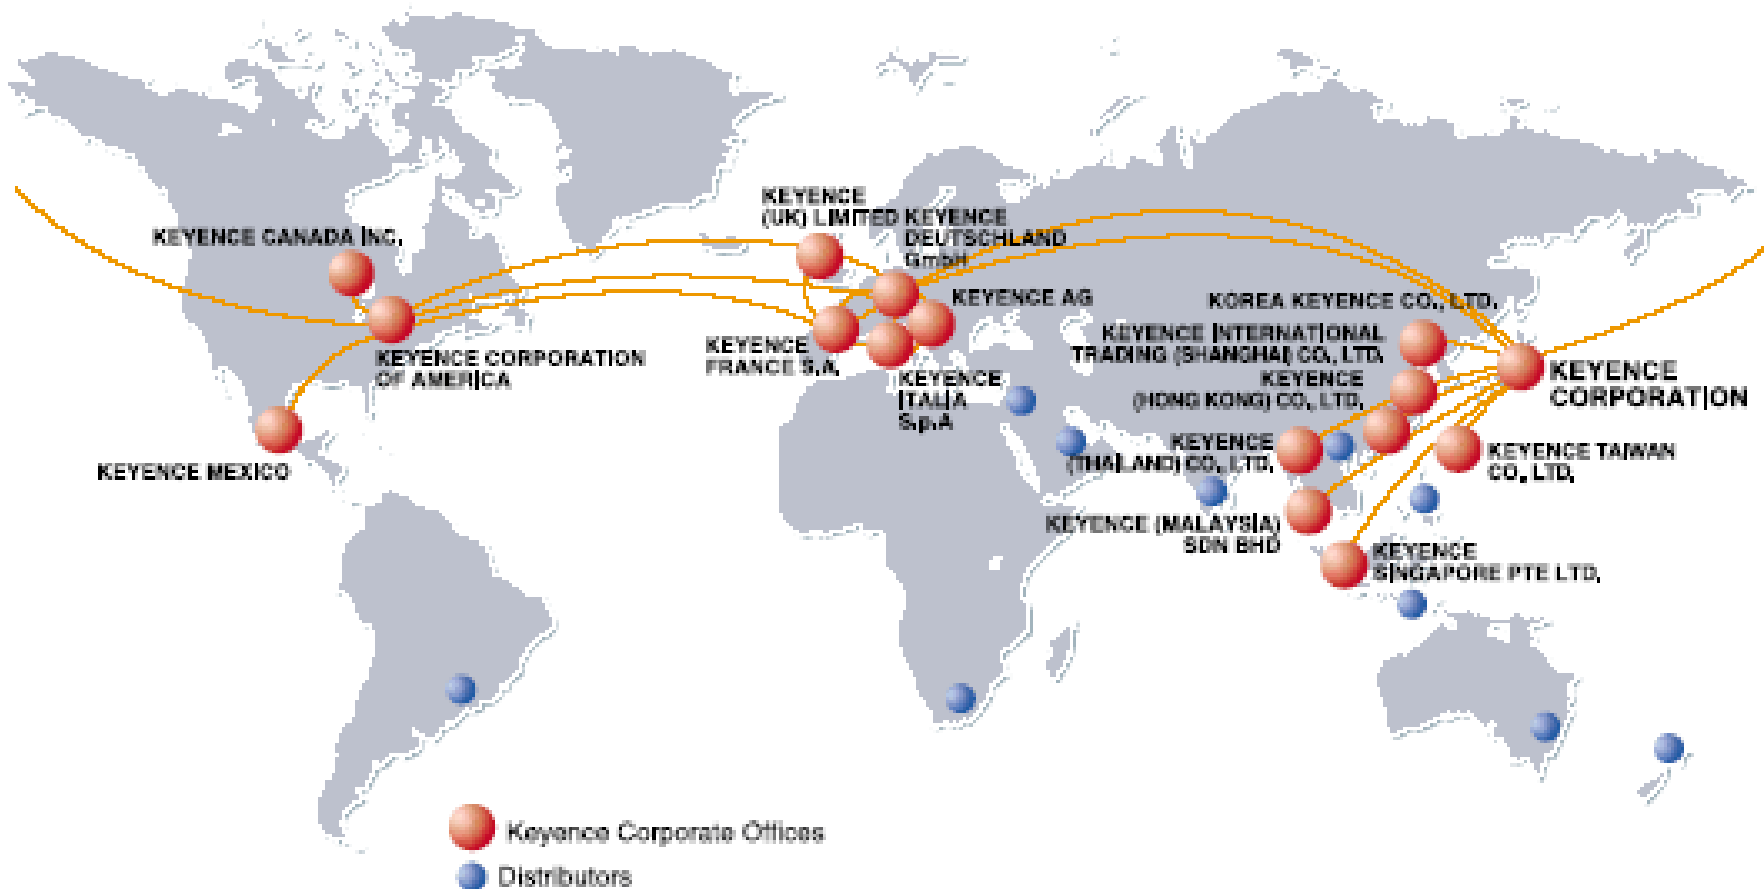 KEYENCE
(UK) LIMITED
KEYENCE
DEUTSCHLAND
GmbH
KEYENCE CANADA INC.
KEYENCE AG
KOREA KEYENCE CO., LTD.
KEYENCE INTERNATIONAL
TRADING (SHANGHAI) CO., LTD.
KEYENCE
FRANCE S.A.
KEYENCE CORPORATION
OF AMERICA
KEYENCE
ITALIA
S.p.A
KEYENCE
(HONG KONG) CO., LTD.
KEYENCE
CORPORATION
KEYENCE
(THAILAND) CO., LTD.
KEYENCE TAIWAN
CO., LTD.
KEYENCE MEXICO
KEYENCE (MALAYSIA)
SDN BHD
KEYENCE
SINGAPORE PTE LTD.
Keyence Corporate Offices
Distributors